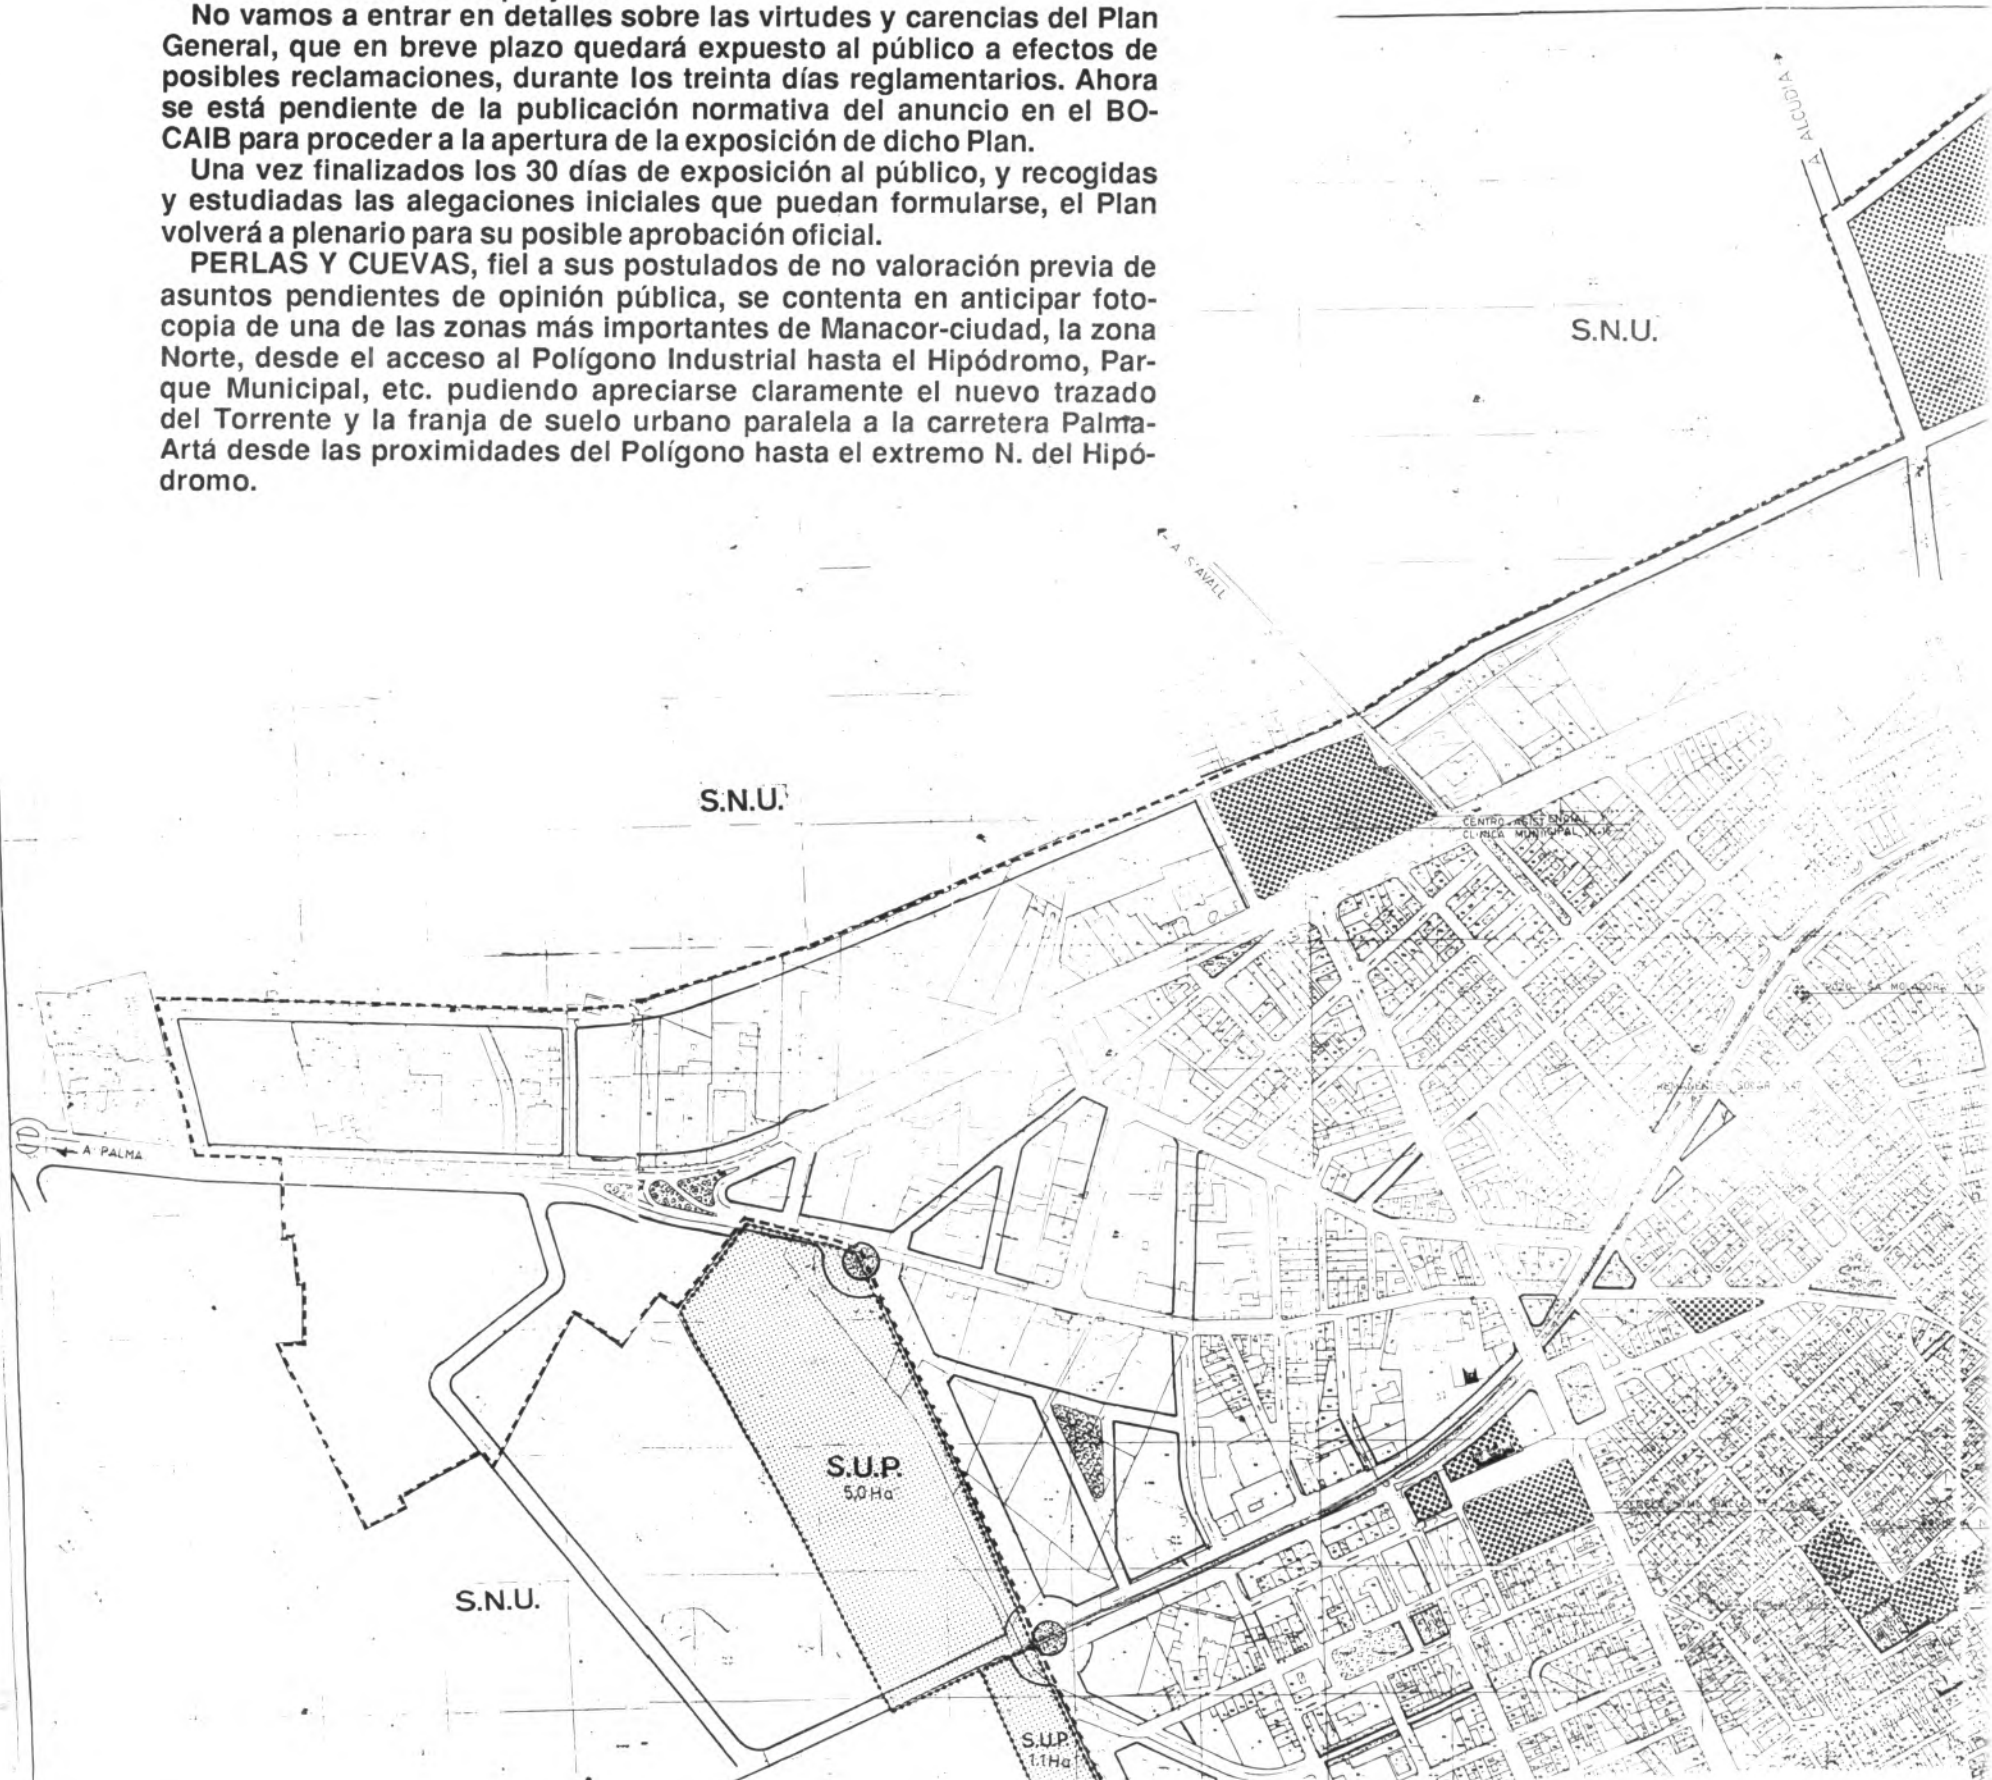 No vamos a entrar en detalles sobre las virtudes y carencias del Plan
General, que en breve plazo quedará expuesto al público a efectos de
posibles reclamaciones, durante los treinta días reglamentarios. Ahora
se está pendiente de la publicación normativa del anuncio en el BO-
CAIB para proceder a la apertura de la exposición de dicho Plan.
Una vez finalizados los 30 días de exposición al público, y recogidas
y estudiadas las alegaciones iniciales que puedan formularse, el Plan
volverá a plenario para su posible aprobación oficial.
PERLAS Y CUEVAS, fiel a sus postulados de no valoración previa de
asuntos pendientes de opinión pública, se contenta en anticipar foto-
copia de una de las zonas más importantes de Manacor-ciudad, la zona
Norte, desde el acceso al Polígono Industrial hasta el Hipódromo, Par-
que Municipal, etc. pudiendo apreciarse claramente el nuevo trazado
del Torrente y la franja de suelo urbano paralela a la carretera Palma-
Artá desde las proximidades del Polígono hasta el extremo N. del Hipó-
dromo.
A ALCUDIA
S.N.U.
A S'AVALL
S.N.U.
CENTRO ASISTENCIAL
CLINICA MUNICIPAL
A PALMA
S.U.P.
5,0 Ha
S.N.U.
S.U.P.
1.1 Ha